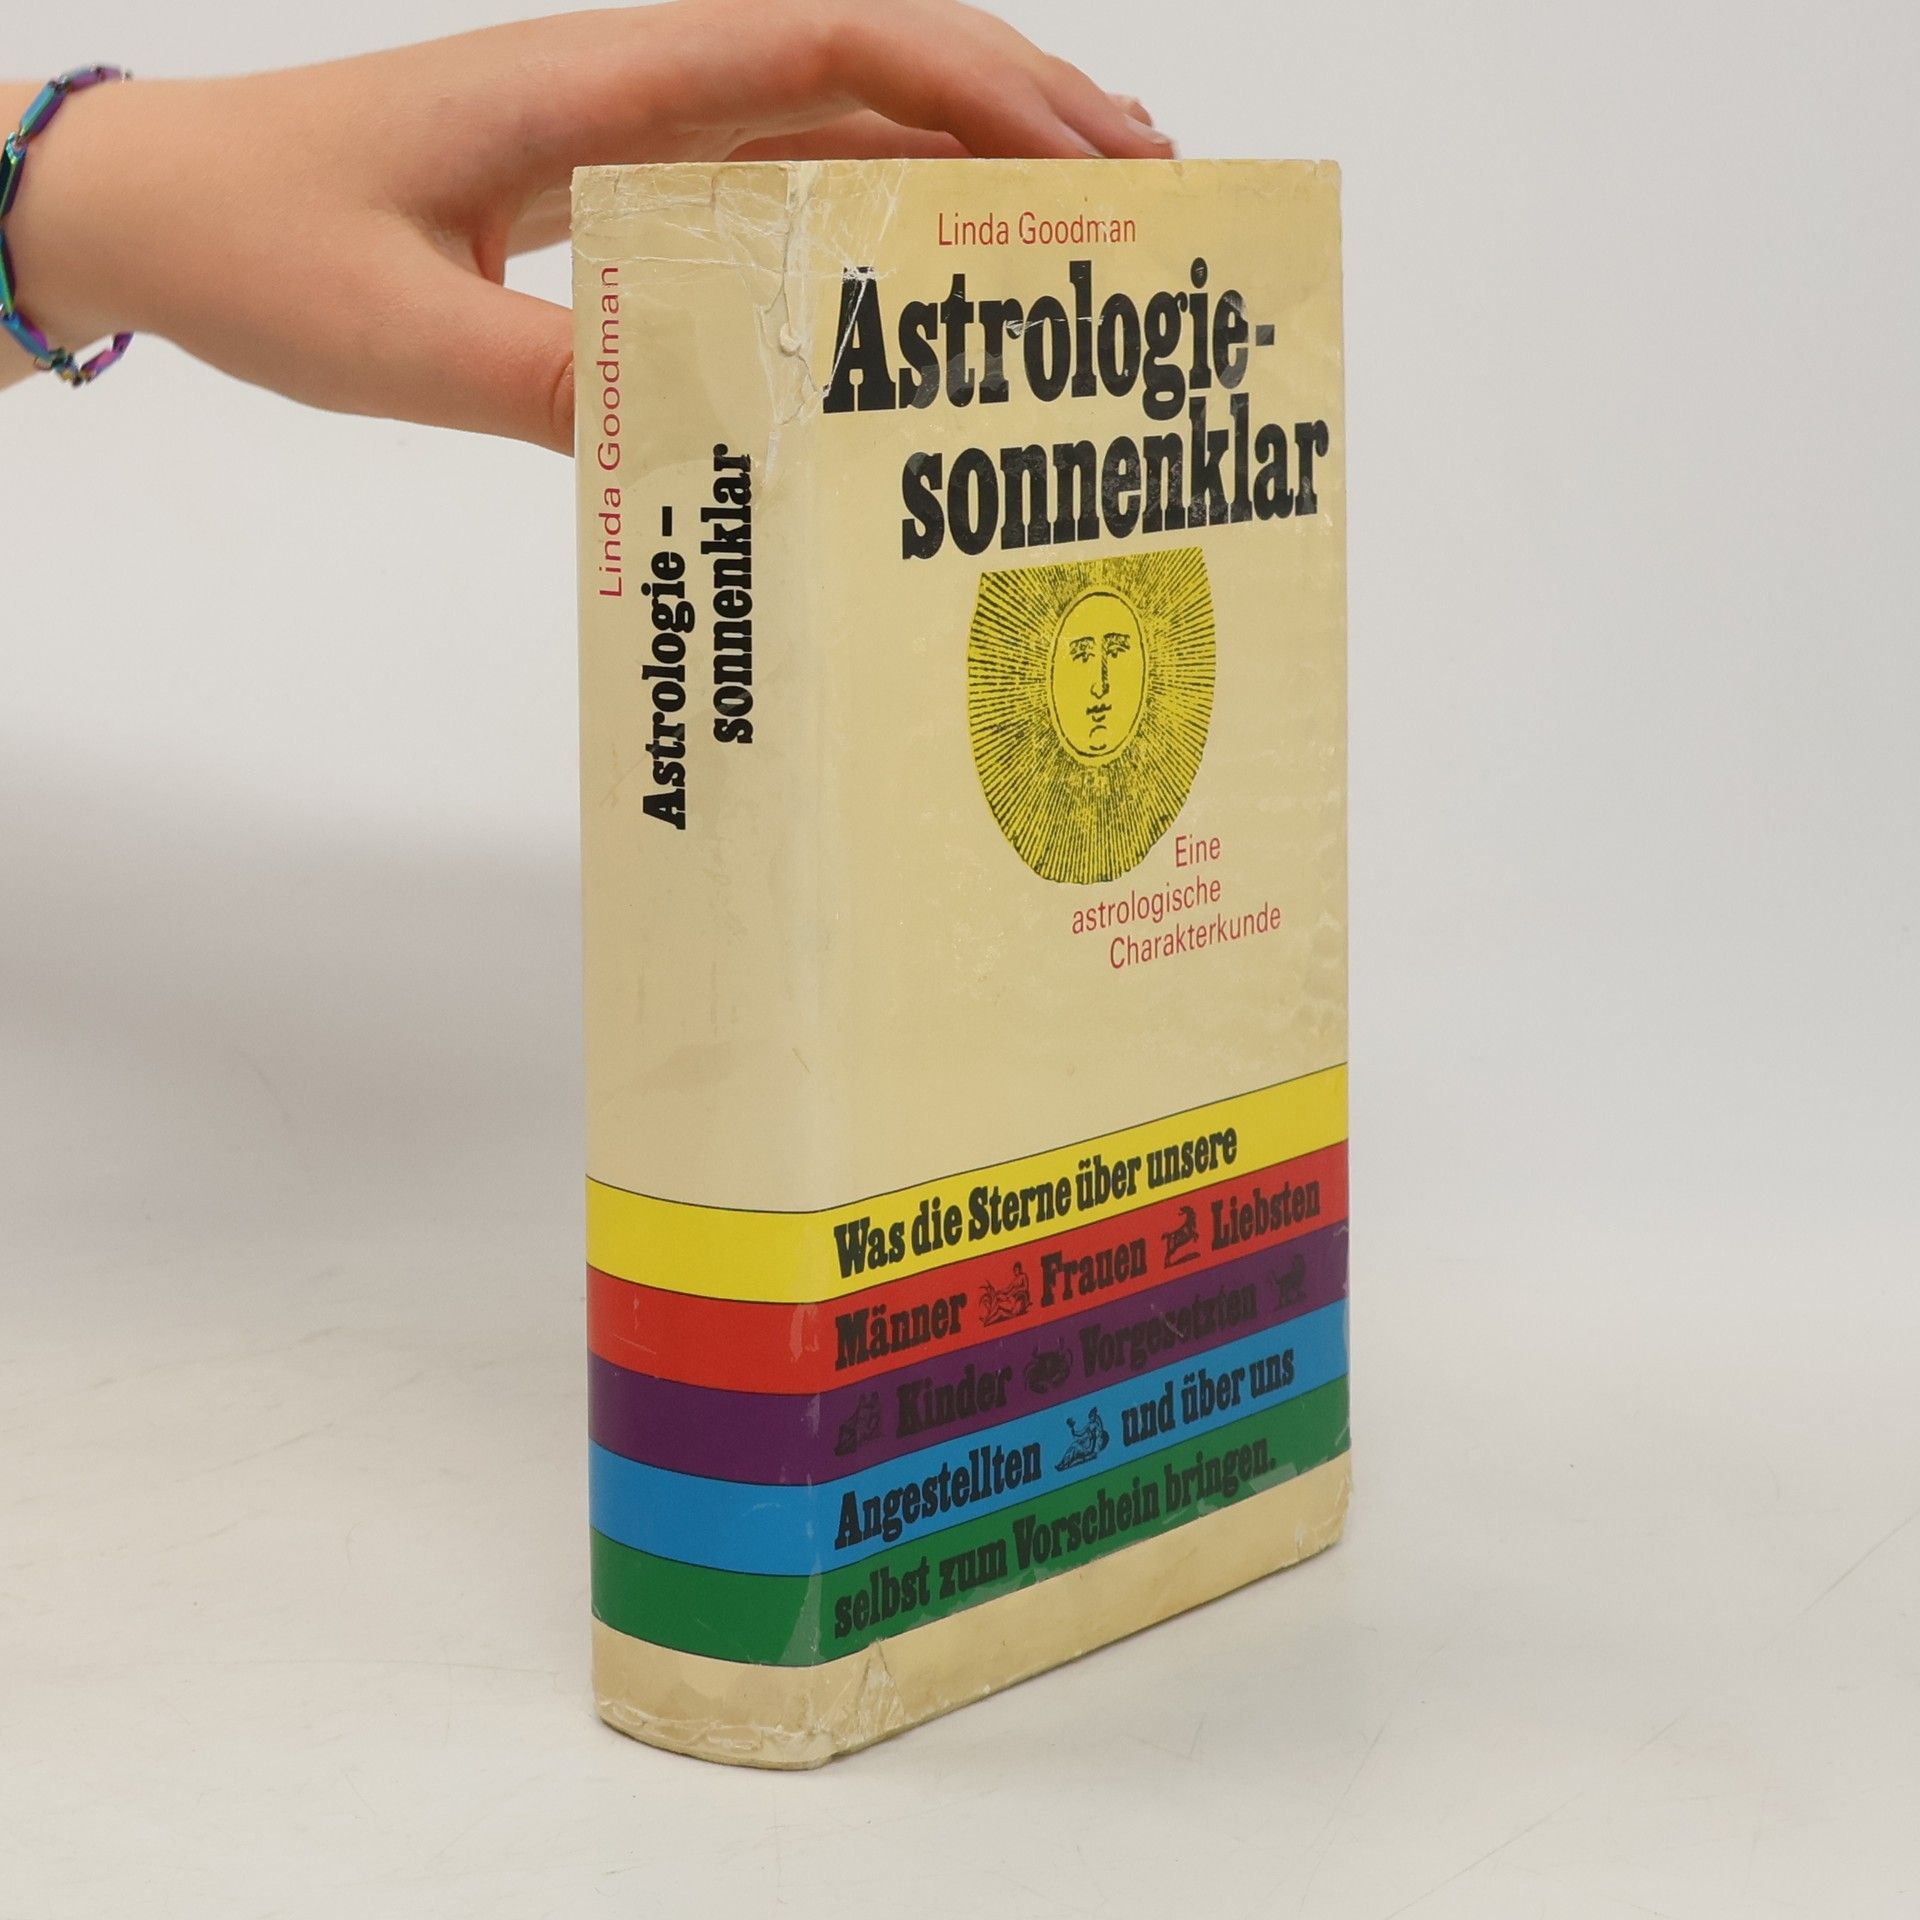 Linda Goodman
Astrologie –
sonnenklar
Linda Goodman
Astrologie-
sonnenklar
Eine
astrologische
Charakterkunde
Was die Sterne über unsere
Männer Frauen Liebsten
Kinder Vorgesetzten
Angestellten und über uns
selbst zum Vorschein bringen.